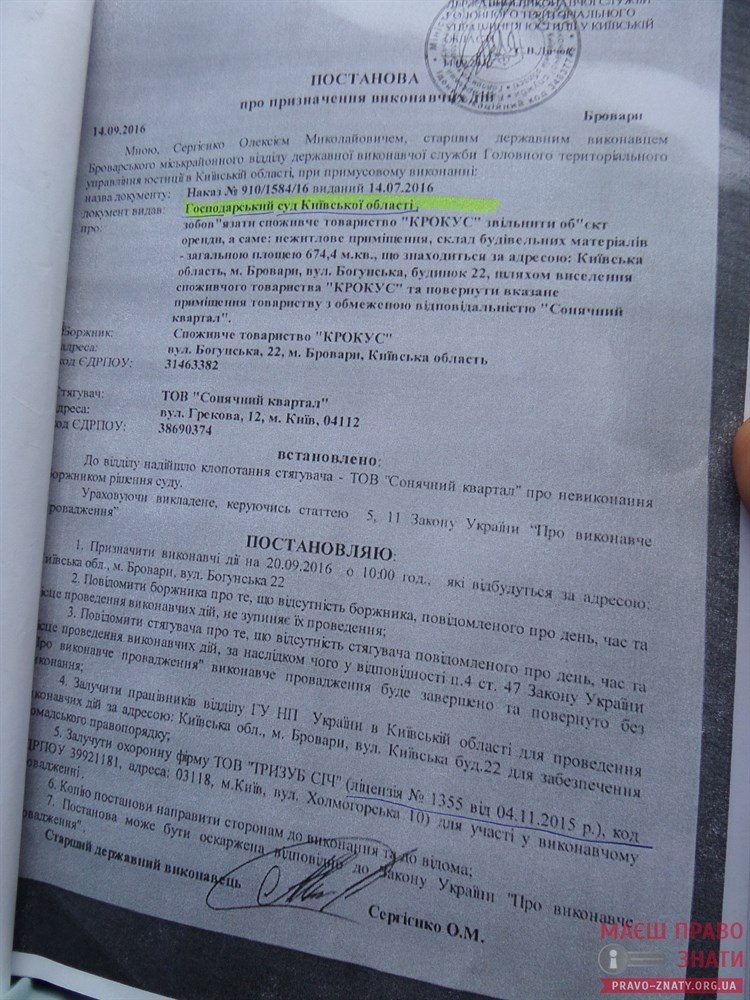 ДЕРЖАВНОЇ ВИКОНАВЧОЇ СЛУЖБИ
ГОЛОВНОГО ТЕРИТОРІАЛЬНОГО
УПРАВЛІННЯ ЮСТИЦІЇ У КИЇВСЬКІЙ
ОБЛАСТІ
ПОСТАНОВА
про призначення виконавчих дій
14.09.2016
Бровари
Мною, Сергієнко Олексієм Миколайовичем, старшим державним виконавцем
Броварського міськрайонного відділу державної виконавчої служби Головного територіального
управління юстиції в Київській області, при примусовому виконанні:
назва документу: Наказ № 910/1584/16 виданий 14.07.2016
документ видав: Господарський суд Київської області,
про: зобов"язати споживче товариство "КРОКУС" звільнити об"єкт
оренди, а саме: нежитлове приміщення, склад будівельних матеріалів
- загальною площею 674,4 м.кв., що знаходиться за адресою: Київська
область, м. Бровари, вул. Богунська, будинок 22, шляхом виселення
споживчого товариства "КРОКУС" та повернути вказане
приміщення товариству з обмеженою відповідальністю "Сонячний
квартал".
Боржник: Споживче товариство "КРОКУС"
адреса: вул. Богунська, 22, м. Бровари, Київська область
код ЄДРПОУ: 31463382
Стягувач: ТОВ "Сонячний квартал"
адреса: вул. Грекова, 12, м. Київ, 04112
код ЄДРПОУ: 38690374
встановлено:
До відділу надійшло клопотання стягувача - ТОВ "Сонячний квартал" про невиконання
боржником рішення суду.
Ураховуючи викладене, керуючись статтею 5, 11 Закону України "Про виконавче
провадження"
ПОСТАНОВЛЯЮ:
1. Призначити виконавчі дії на 20.09.2016 о 10:00 год., які відбудуться за адресою:
Київська обл., м. Бровари, вул. Богунська 22
2. Повідомити боржника про те, що відсутність боржника, повідомленого про день, час та
місце проведення виконавчих дій, не зупиняє їх проведення;
3. Повідомити стягувача про те, що відсутність стягувача повідомленого про день, час та
місце проведення виконавчих дій, за наслідком чого у відповідності п.4 ст. 47 Закону України
"Про виконавче провадження" виконавче провадження буде завершено та повернуто без
виконання;
4. Залучити працівників відділу ГУ НП України в Київській області для проведення
виконавчих дій за адресою: Київська обл., м. Бровари, вул. Київська буд.22 для забезпечення
громадського правопорядку;
5. Залучути охоронну фірму ТОВ "ТРИЗУБ СІЧ" (ліцензія № 1355 від 04.11.2015 р.), код
ЄДРПОУ 39921181, адреса: 03118, м.Київ, вул. Холмогорська 10) для участі у виконавчому
провадженні.
6. Копію постанови направити сторонам до виконання та до відома;
7. Постанова може бути оскаржена відповідно до Закону України "Про виконавче
провадження".
Старший державний виконавець
Сергієнко О.М.
МАЄШ ПРАВО
ЗНАТИ
PRAVO-ZNATY.ORG.UA